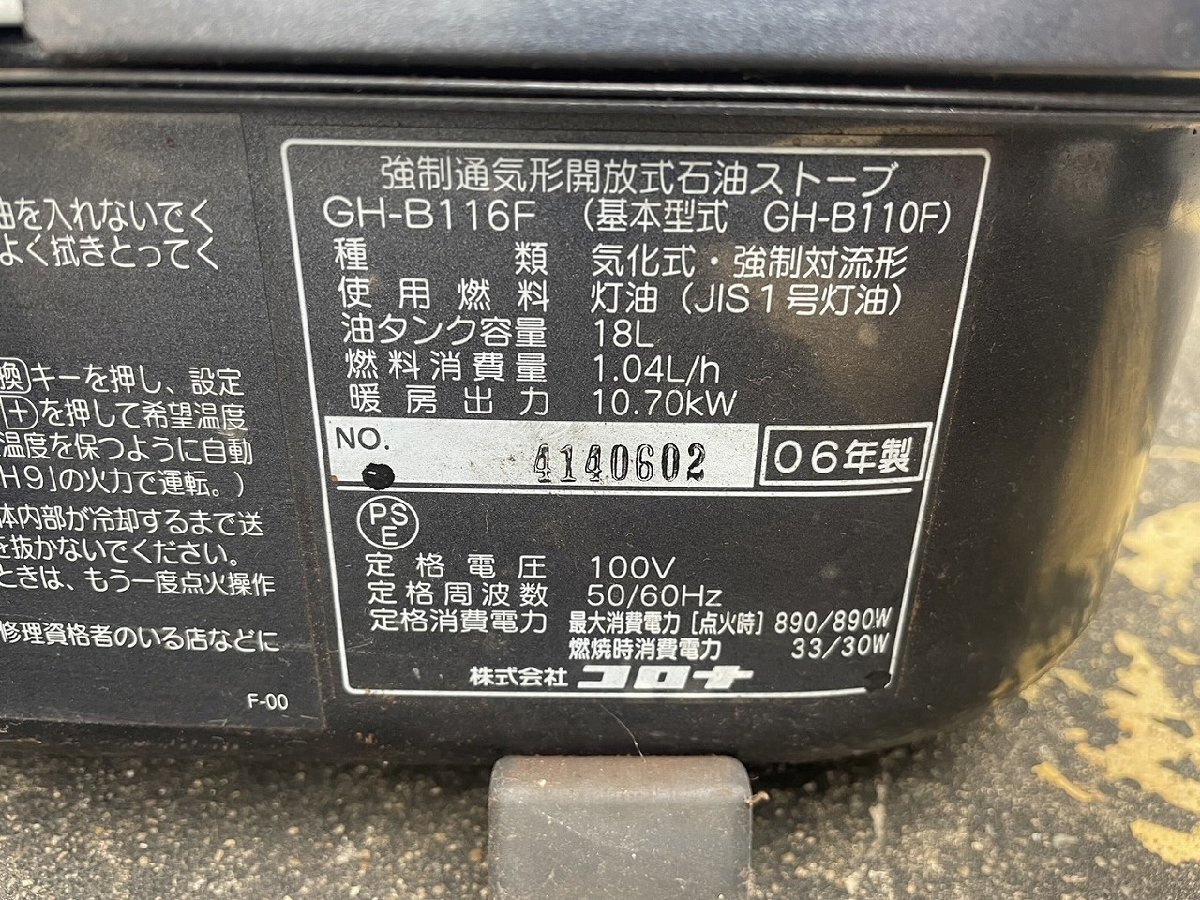 油を入れないでく
よく拭きとってく
換キーを押し、設定
＋を押して希望温度
温度を保つように自動
H9」の火力で運転。)
体内部が冷却するまで送
を抜かないでください。
ときは、もう一度点火操作
修理資格者のいる店などに
F-00
強制通気形開放式石油ストーブ
GH-B116F (基本型式 GH-B110F)
種類 気化式・強制対流形
使用燃料 灯油(JIS1号灯油)
油タンク容量 18L
燃料消費量 1.04L/h
暖房出力 10.70kW
NO. 4140602 06年製
PS
E
定格電圧 100V
定格周波数 50/60Hz
定格消費電力 最大消費電力[点火時] 890/890W
燃焼時消費電力 33/30W
株式会社 コロナ